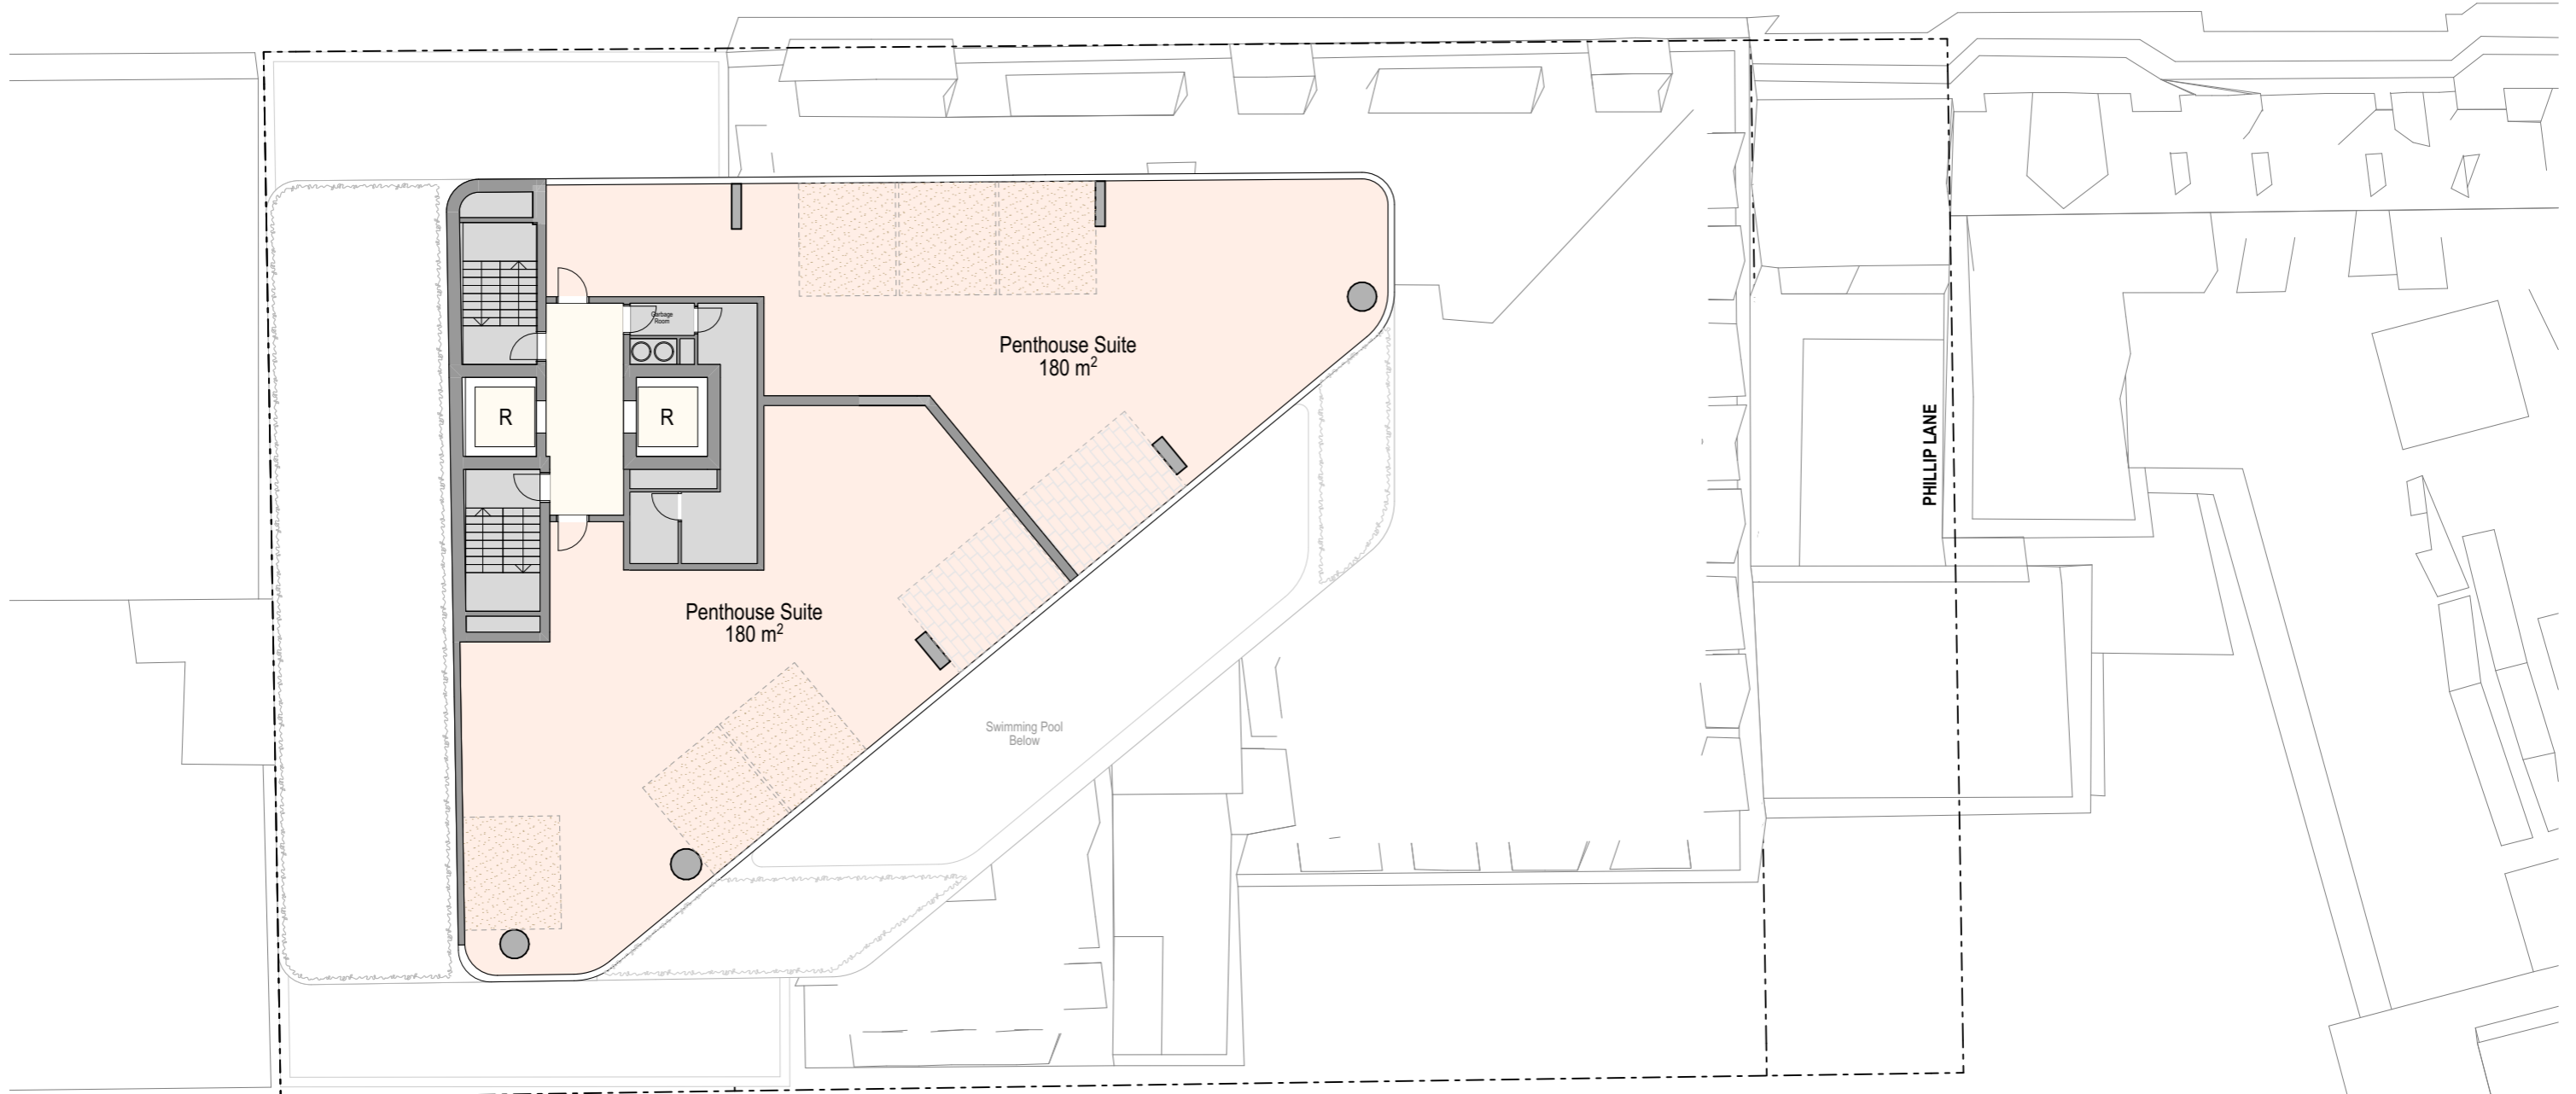 Garbage
Room
Penthouse Suite
180 m²
R
R
PHILLIP LANE
Penthouse Suite
180 m²
Swimming Pool
Below